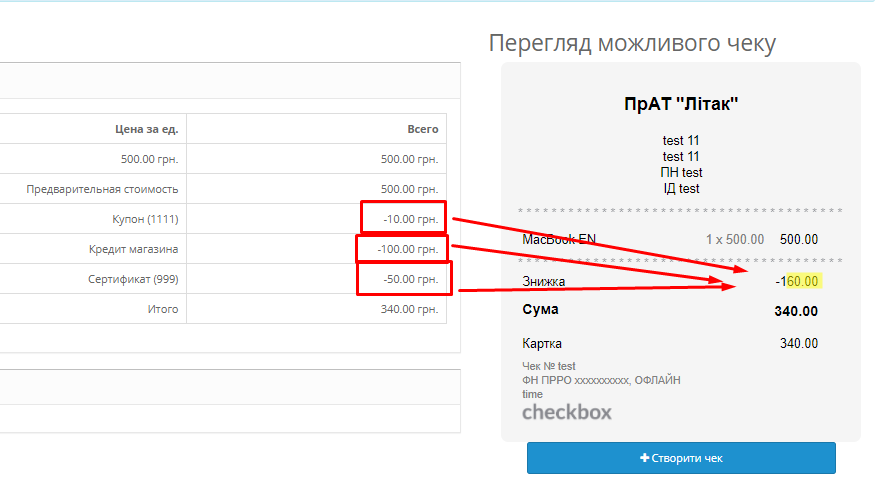 Перегляд можливого чеку
Цена за ед. Всего
500.00 грн. 500.00 грн.
Предварительная стоимость 500.00 грн.
Купон (1111) -10.00 грн.
Кредит магазина -100.00 грн.
Сертификат (999) -50.00 грн.
Итого 340.00 грн.
ПрАТ "Літак"
test 11
test 11
ПН test
ІД test
* * * * * * * * * * * * * * * * * * * * * * * * * * * * * * * * * * * * * *
MacBook EN 1 x 500.00 500.00
* * * * * * * * * * * * * * * * * * * * * * * * * * * * * * * * * * * * * *
Знижка -160.00
Сума 340.00
Картка 340.00
Чек № test
ФН ПРРО xxxxxxxxxx, ОФЛАЙН
time
checkbox
+ Створити чек